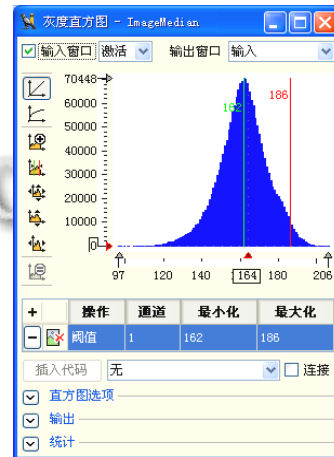 灰度直方图 - ImageMedian
输入窗口 激活 输出窗口 输入
70448
60000
50000
40000
30000
20000
10000
0
162
186
97 120 140 164 180 206
+ 操作 通道 最小化 最大化
阈值 1 162 186
插入代码 无 连接
直方图选项
输出
统计